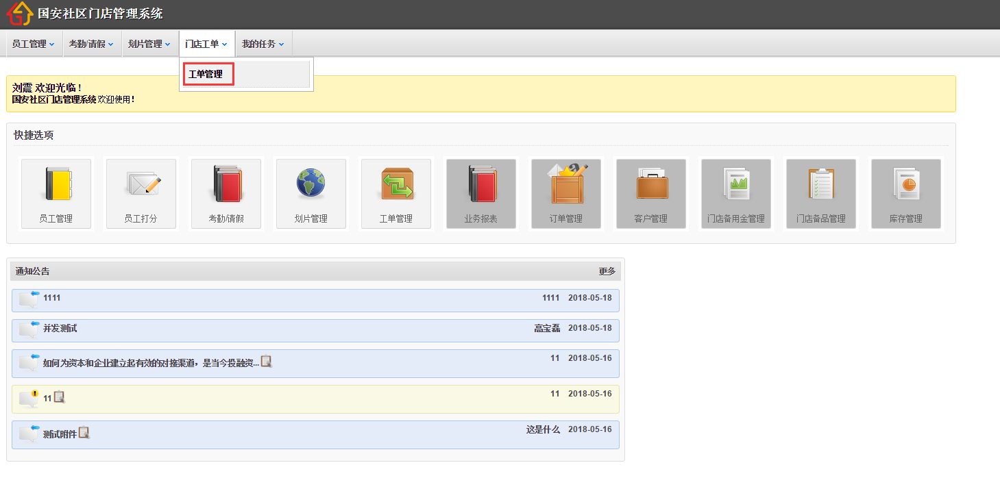 国安社区门店管理系统
员工管理 考勤/请假 划片管理 门店工单 我的任务
工单管理
刘震 欢迎光临！
国安社区门店管理系统 欢迎使用！
快捷选项
员工管理 员工打分 考勤/请假 划片管理 工单管理 业务报表 订单管理 客户管理 门店备用金管理 门店备品管理 库存管理
通知公告 更多
1111 1111 2018-05-18
并发测试 高宝磊 2018-05-18
如何为资本和企业建立起有效的对接渠道，是当今投融资... 11 2018-05-16
11 11 2018-05-16
测试附件 这是什么 2018-05-16